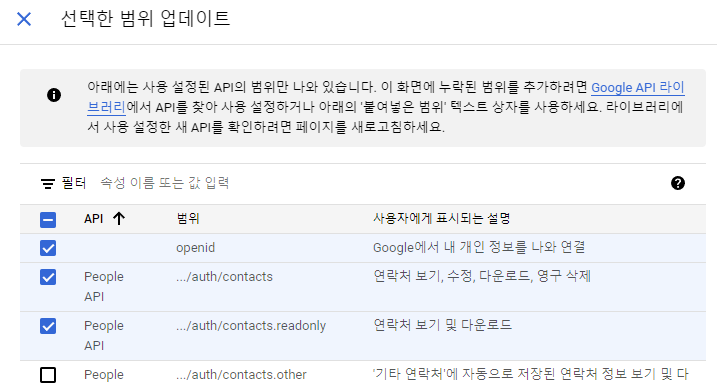 선택한 범위 업데이트
아래에는 사용 설정된 API의 범위만 나와 있습니다. 이 화면에 누락된 범위를 추가하려면 Google API 라이
브러리에서 API를 찾아 사용 설정하거나 아래의 '붙여넣은 범위' 텍스트 상자를 사용하세요. 라이브러리에
서 사용 설정한 새 API를 확인하려면 페이지를 새로고침하세요.
필터 속성 이름 또는 값 입력
API 범위 사용자에게 표시되는 설명
openid Google에서 내 개인 정보를 나와 연결
People .../auth/contacts 연락처 보기, 수정, 다운로드, 영구 삭제
API
People .../auth/contacts.readonly 연락처 보기 및 다운로드
API
People .../auth/contacts.other '기타 연락처'에 자동으로 저장된 연락처 정보 보기 및 다